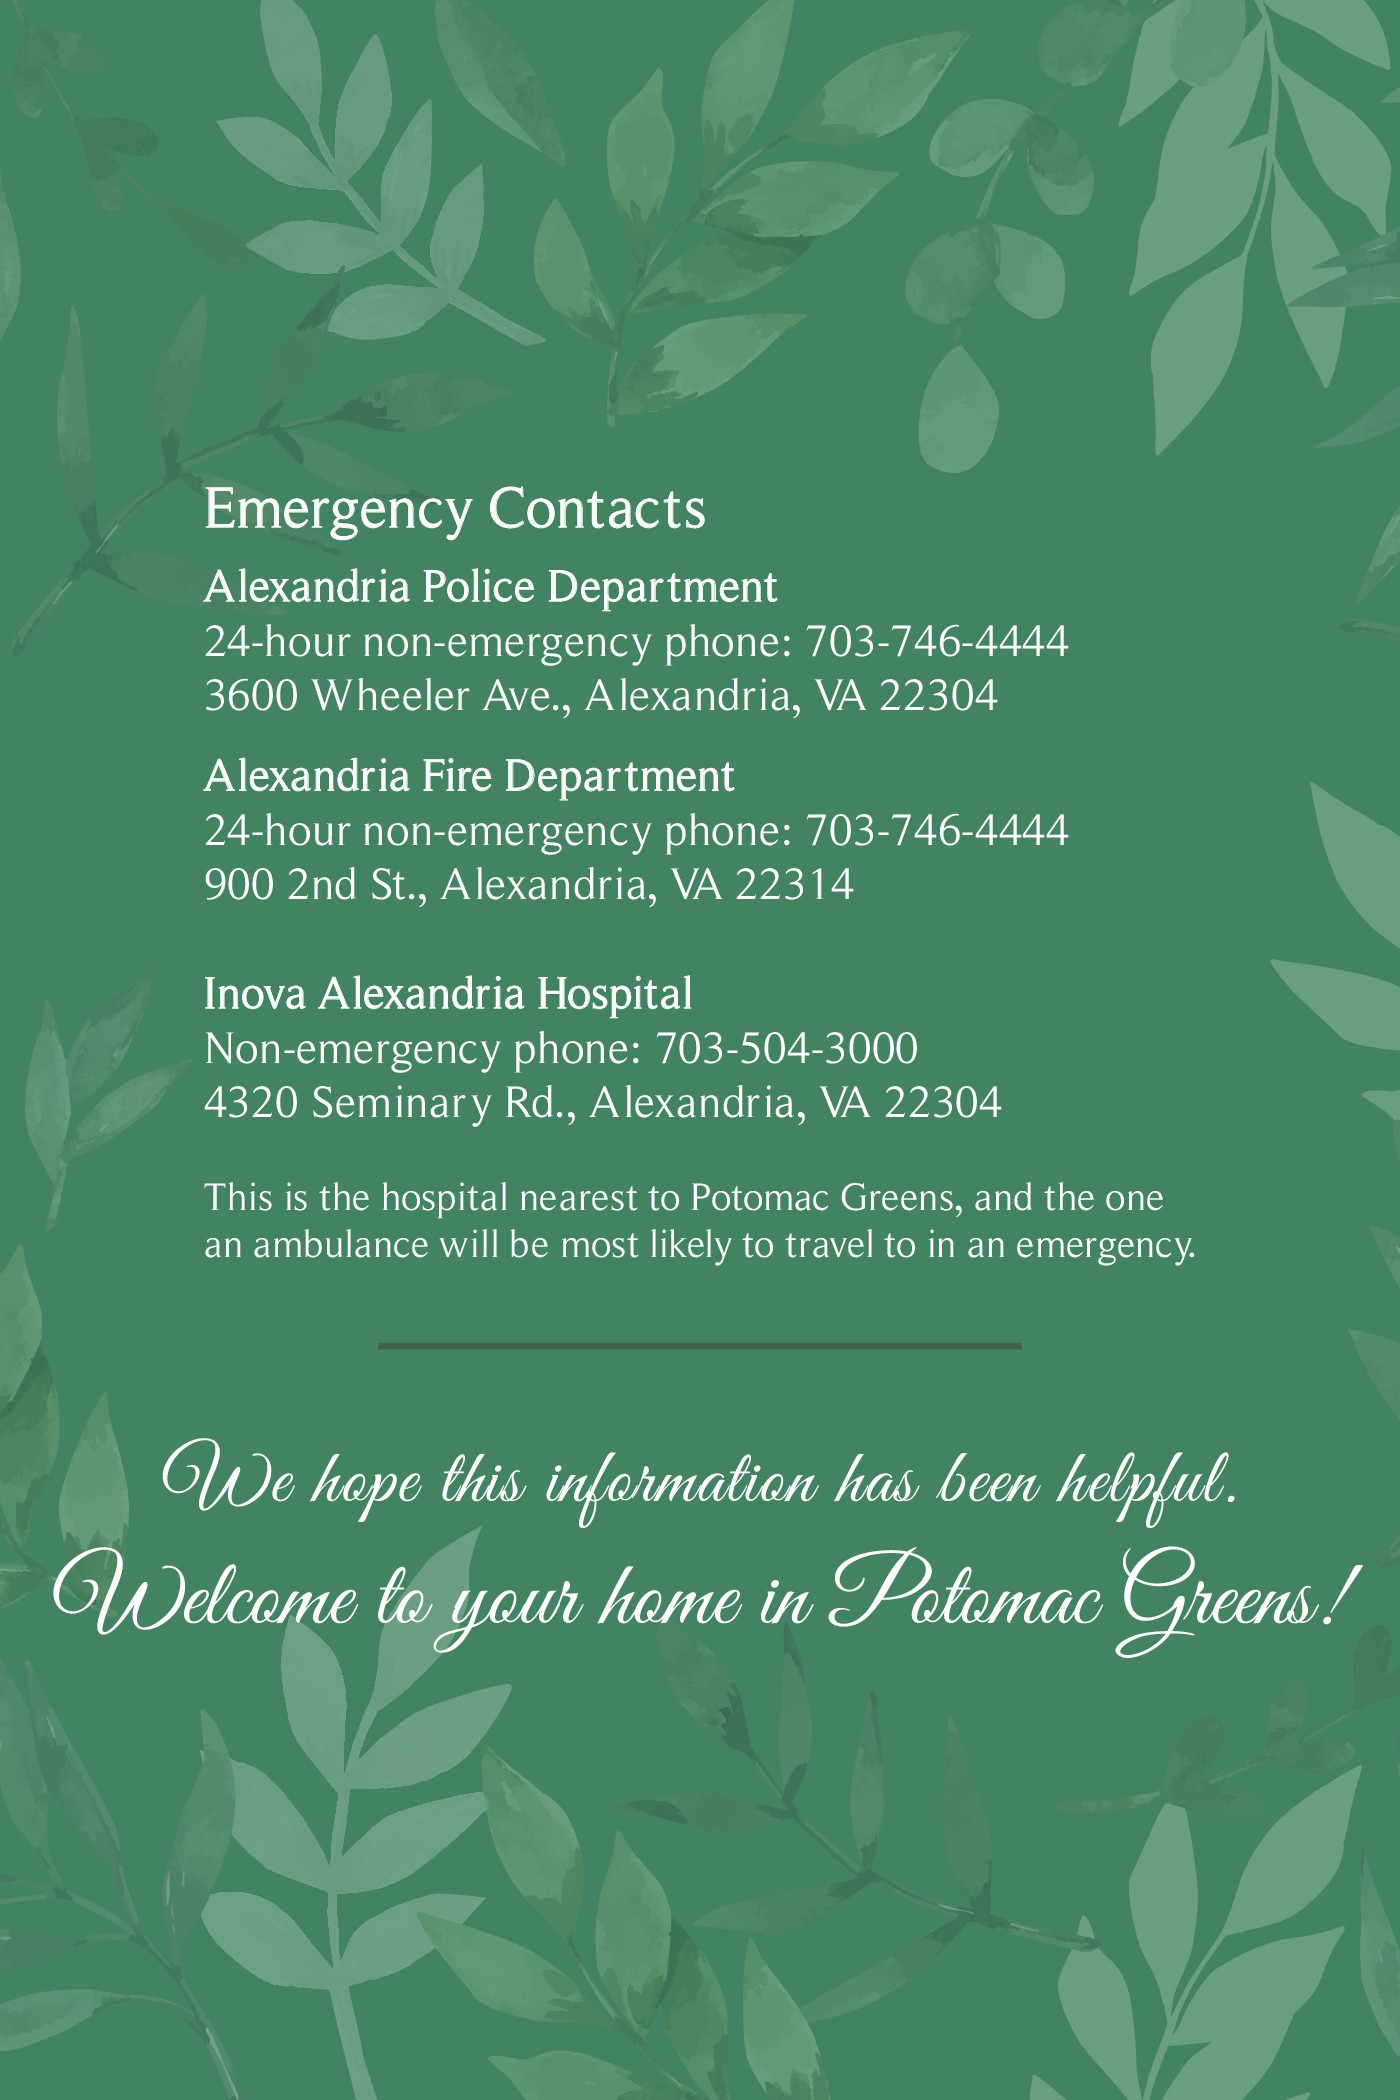 Emergency Contacts
Alexandria Police Department
24-hour non-emergency phone: 703-746-4444
3600 Wheeler Ave., Alexandria, VA 22304
Alexandria Fire Department
24-hour non-emergency phone: 703-746-4444
900 2nd St., Alexandria, VA 22314
Inova Alexandria Hospital
Non-emergency phone: 703-504-3000
4320 Seminary Rd., Alexandria, VA 22304
This is the hospital nearest to Potomac Greens, and the one
an ambulance will be most likely to travel to in an emergency.
We hope this information has been helpful.
Welcome to your home in Potomac Greens!